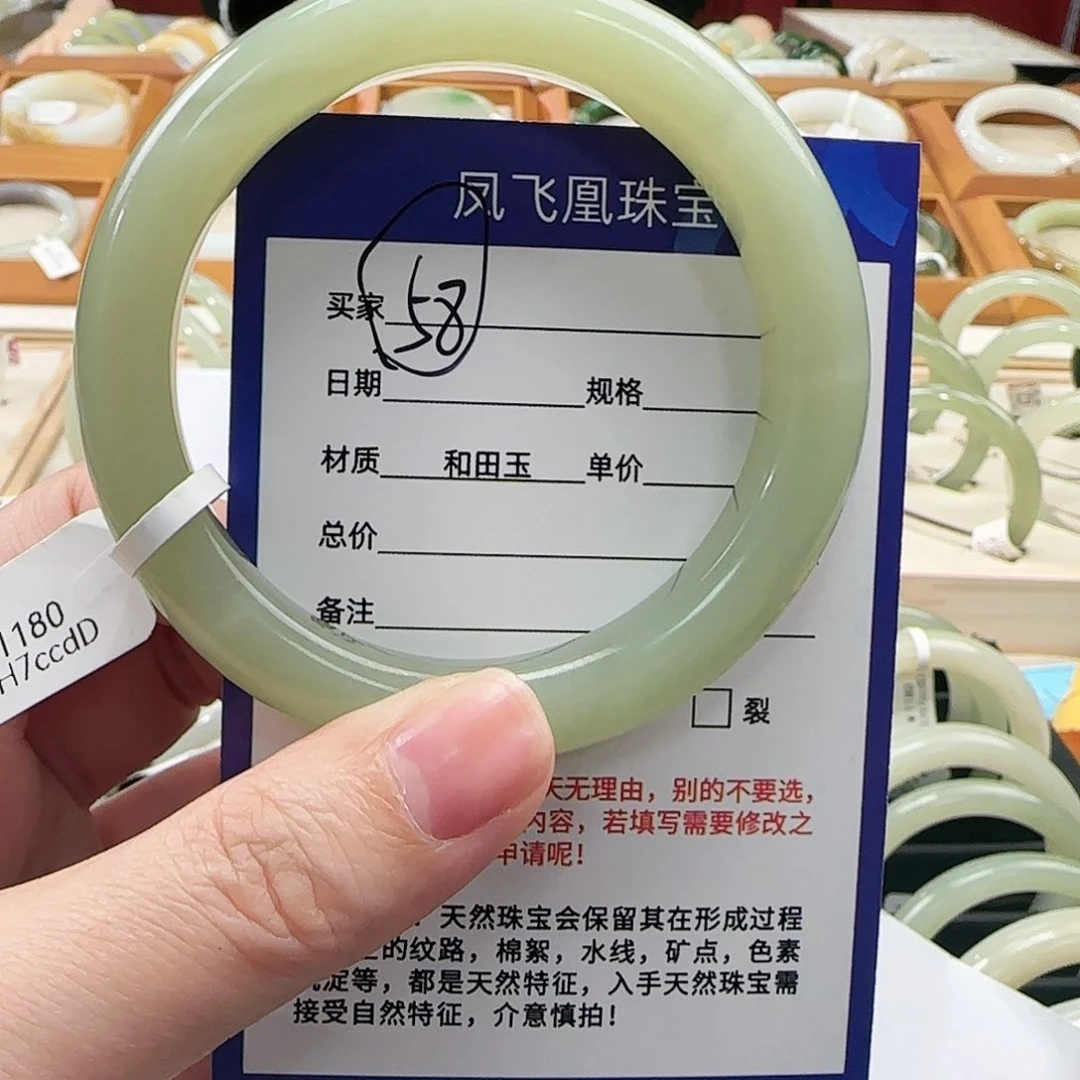 凤飞凰珠宝
买家 58
日期 规格
材质 和田玉 单价
总价
备注
裂
无理由，别的不要选，
内容，若填写需要修改之
申请呢！
天然珠宝会保留其在形成过程
的纹路，棉絮，水线，矿点，色素
淀等，都是天然特征，入手天然珠宝需
接受自然特征，介意慎拍！
1180
H7ccdD